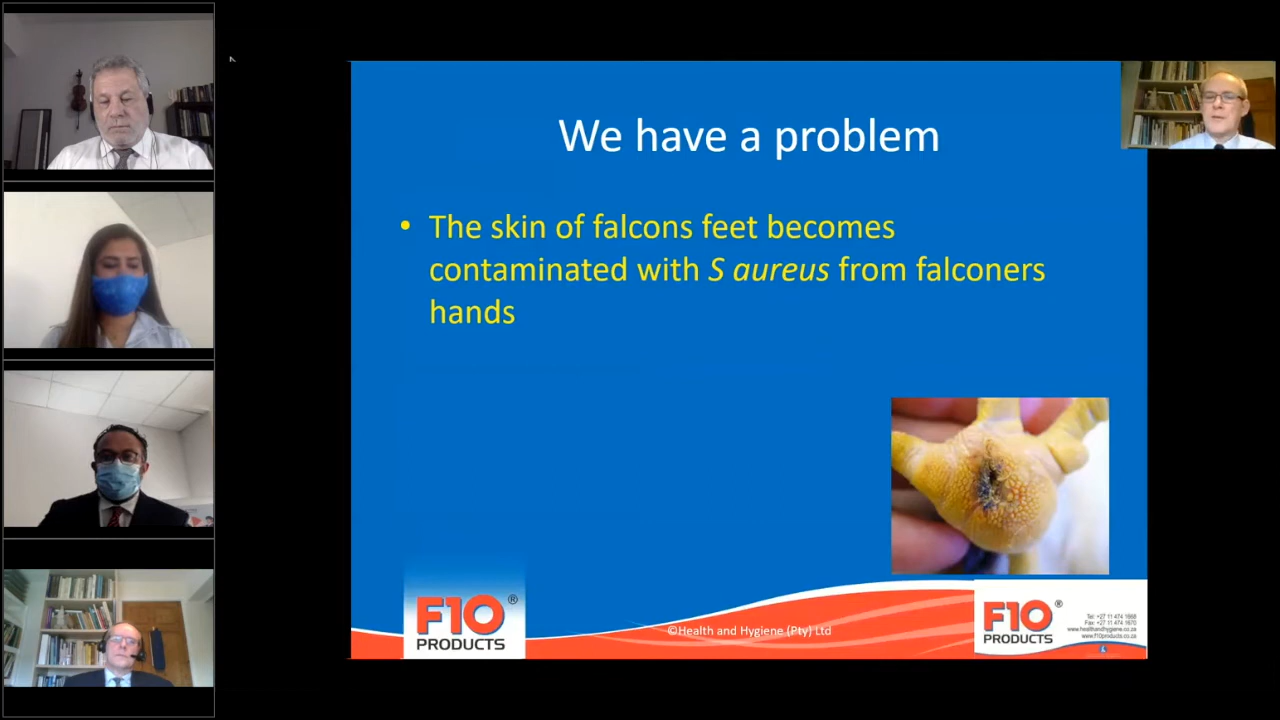 We have a problem
• The skin of falcons feet becomes
contaminated with S aureus from falconers
hands
F10®
PRODUCTS
©Health and Hygiene (Pty) Ltd
F10®
PRODUCTS
Tel: +27 11 474 1668
Fax: +27 11 474 1670
www.healthandhygiene.co.za
www.f10products.co.za